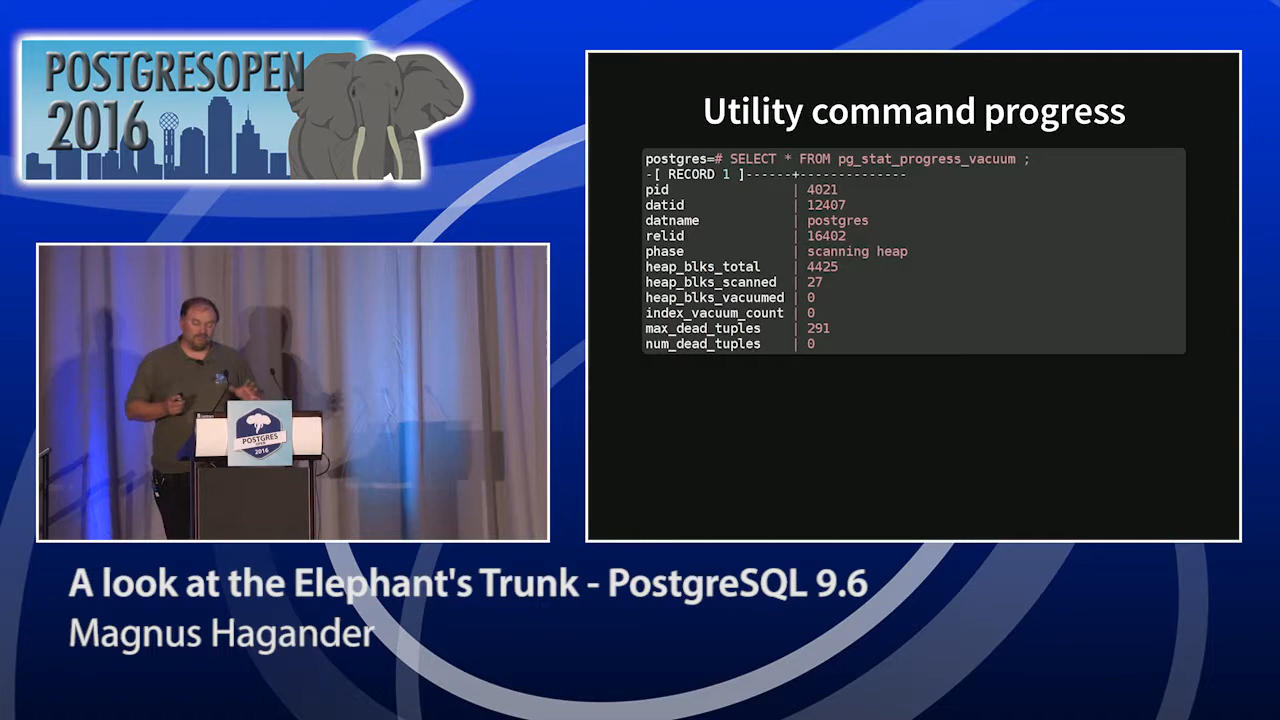 POSTGRESOPEN
2016
Utility command progress
postgres=# SELECT * FROM pg_stat_progress_vacuum ;
-[ RECORD 1 ]------+--------------
pid                | 4021
datid              | 12407
datname            | postgres
relid              | 16402
phase              | scanning heap
heap_blks_total    | 4425
heap_blks_scanned  | 27
heap_blks_vacuumed | 0
index_vacuum_count | 0
max_dead_tuples    | 291
num_dead_tuples    | 0
POSTGRES
OPEN
2016
A look at the Elephant's Trunk - PostgreSQL 9.6
Magnus Hagander